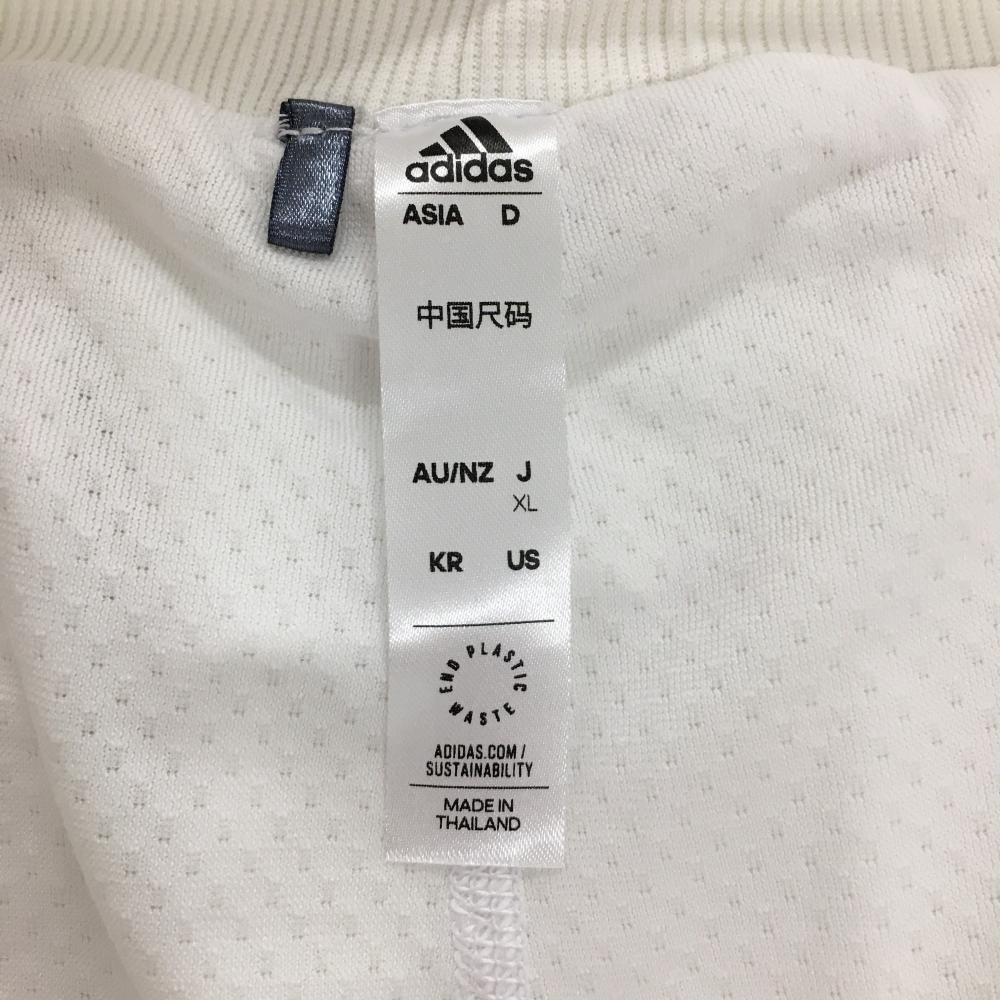 adidas
ASIA D
中国尺码
AU/NZ J
XL
KR US
END PLASTIC WASTE
ADIDAS.COM/
SUSTAINABILITY
MADE IN
THAILAND